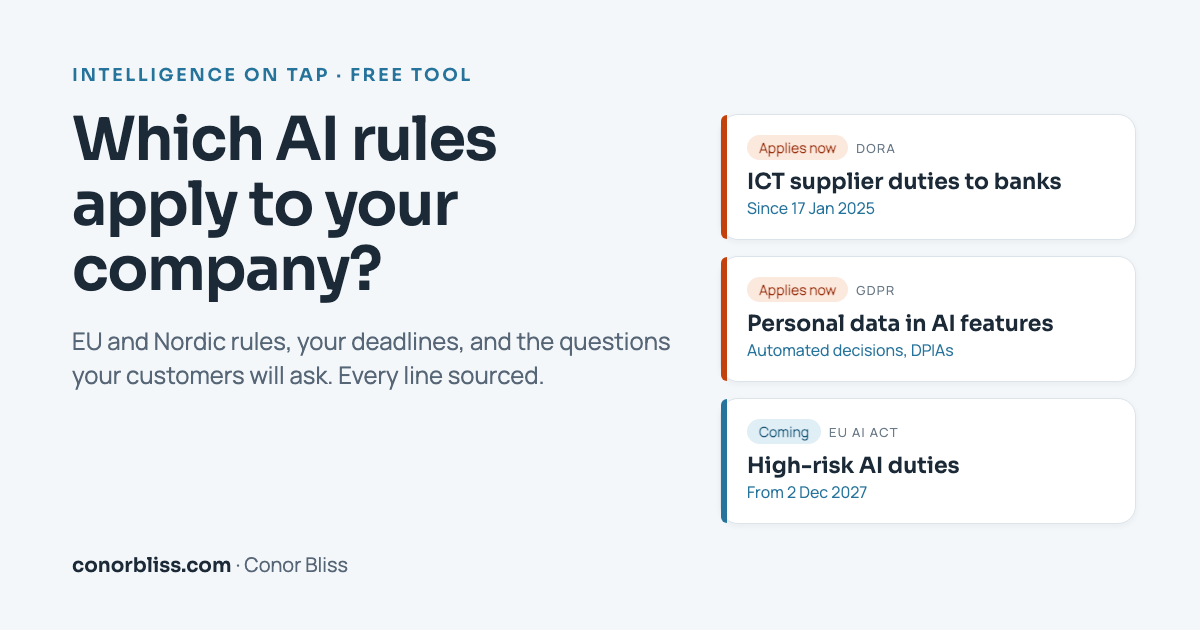 INTELLIGENCE ON TAP · FREE TOOL
Which AI rules
apply to your
company?
EU and Nordic rules, your deadlines, and the questions
your customers will ask. Every line sourced.
conorbliss.com · Conor Bliss
Applies now DORA
ICT supplier duties to banks
Since 17 Jan 2025
Applies now GDPR
Personal data in AI features
Automated decisions, DPIAs
Coming EU AI ACT
High-risk AI duties
From 2 Dec 2027